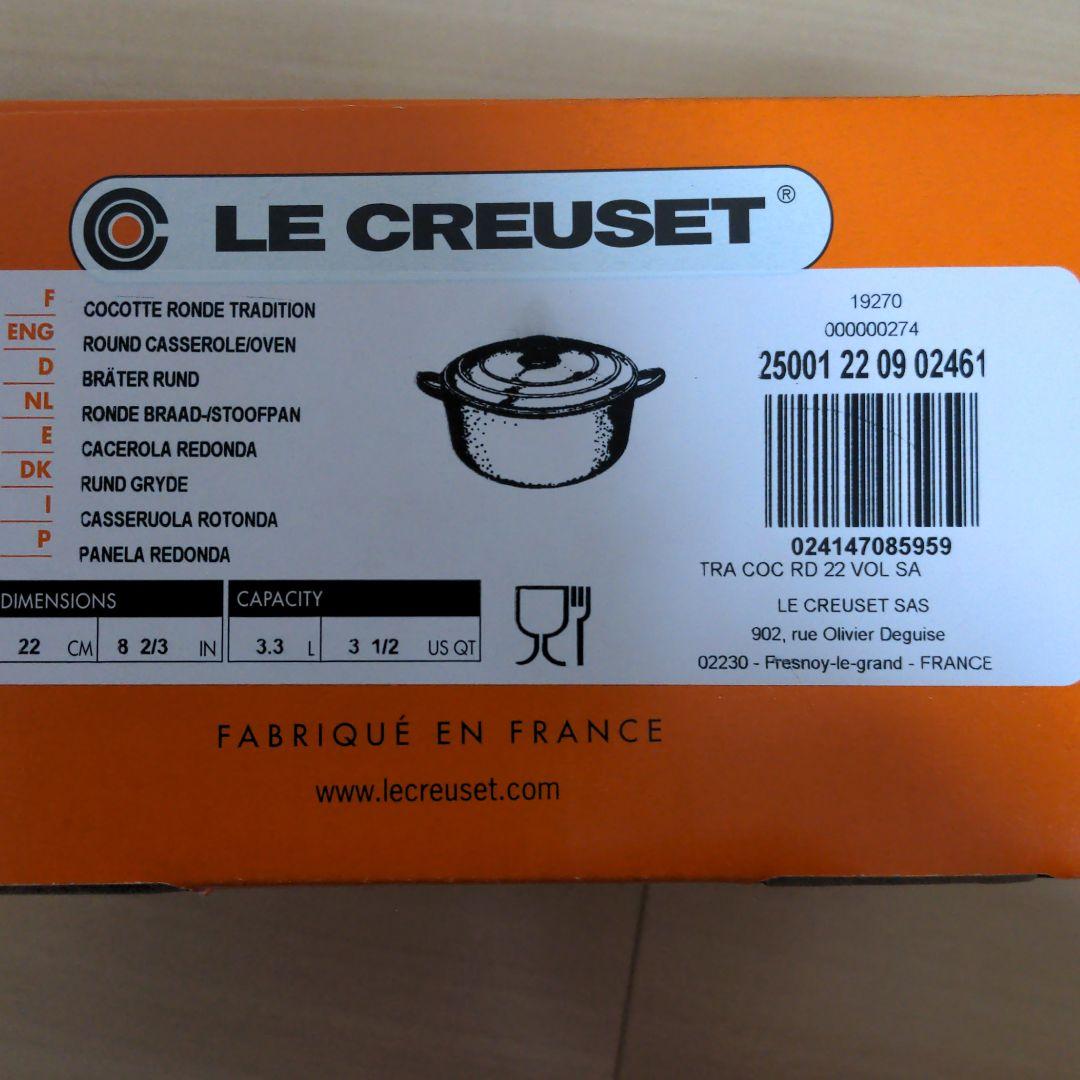 LE CREUSET®
F COCOTTE RONDE TRADITION
ENG ROUND CASSEROLE/OVEN
D BRÄTER RUND
NL RONDE BRAAD-/STOOFPAN
E CACEROLA REDONDA
DK RUND GRYDE
I CASSERUOLA ROTONDA
P PANELA REDONDA
DIMENSIONS
22 CM 8 2/3 IN
CAPACITY
3.3 L 3 1/2 US QT
19270
000000274
25001 22 09 02461
024147085959
TRA COC RD 22 VOL SA
LE CREUSET SAS
902, rue Olivier Deguise
02230 - Fresnoy-le-grand - FRANCE
FABRIQUÉ EN FRANCE
www.lecreuset.com